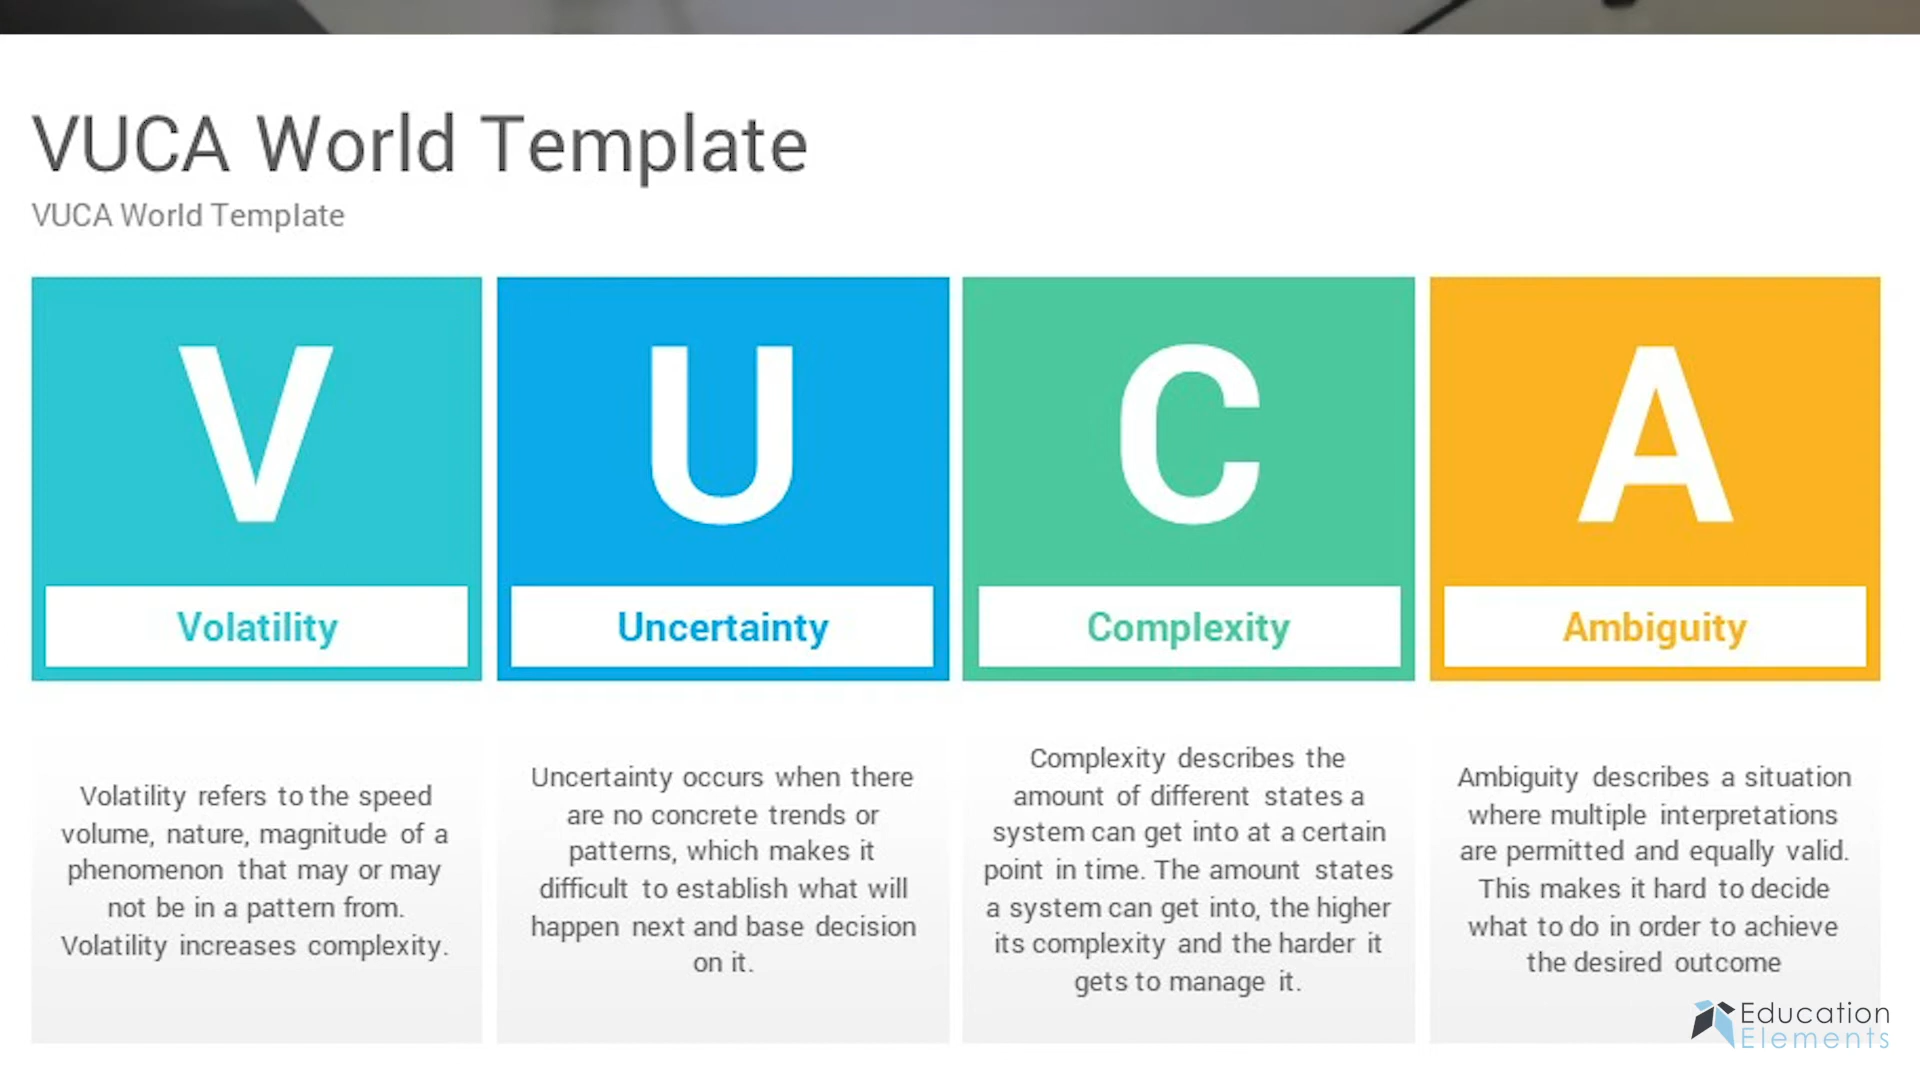 VUCA World Template
VUCA World Template
V
Volatility
Volatility refers to the speed
volume, nature, magnitude of a
phenomenon that may or may
not be in a pattern from.
Volatility increases complexity.
U
Uncertainty
Uncertainty occurs when there
are no concrete trends or
patterns, which makes it
difficult to establish what will
happen next and base decision
on it.
C
Complexity
Complexity describes the
amount of different states a
system can get into at a certain
point in time. The amount states
a system can get into, the higher
its complexity and the harder it
gets to manage it.
A
Ambiguity
Ambiguity describes a situation
where multiple interpretations
are permitted and equally valid.
This makes it hard to decide
what to do in order to achieve
the desired outcome
Education
Elements